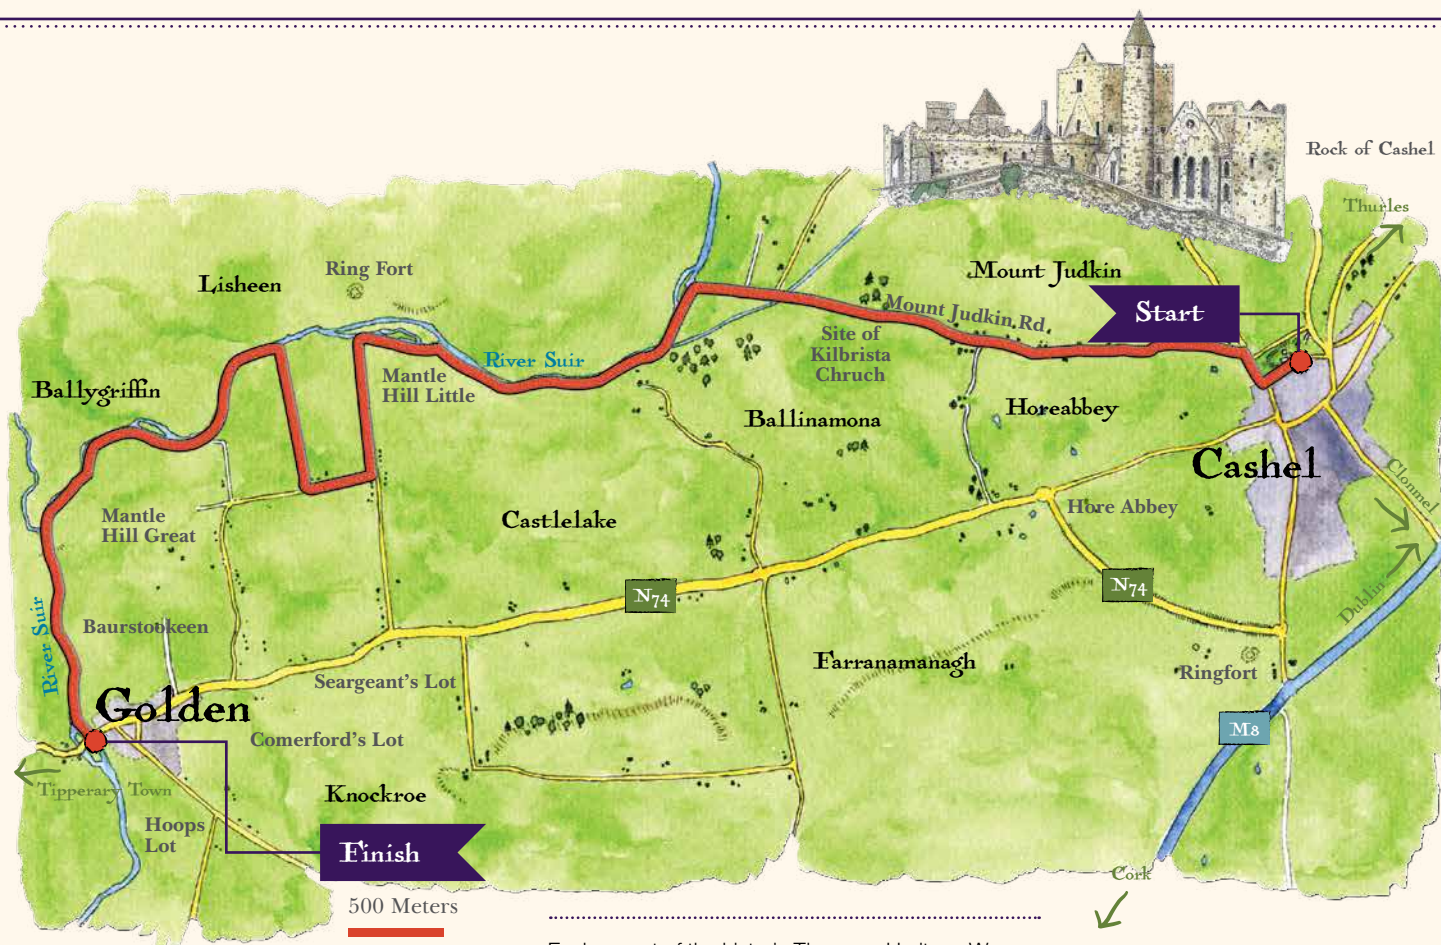 Rock of Cashel
Thurles
Lisheen
Ring Fort
Mount Judkin
Start
Mount Judkin Rd
Site of
Kilbrista
Chruch
River Suir
Ballygriffin
Mantle
Hill Little
Ballinamona
Horeabbey
Cashel
Clonmel
Mantle
Hill Great
Castlelake
Hore Abbey
N74
N74
Dublin
River Suir
Baurstookeen
Farranamanagh
Ringfort
Seargeant's Lot
Golden
M8
Comerford's Lot
Tipperary Town
Knockroe
Hoops
Lot
Finish
Cork
500 Meters